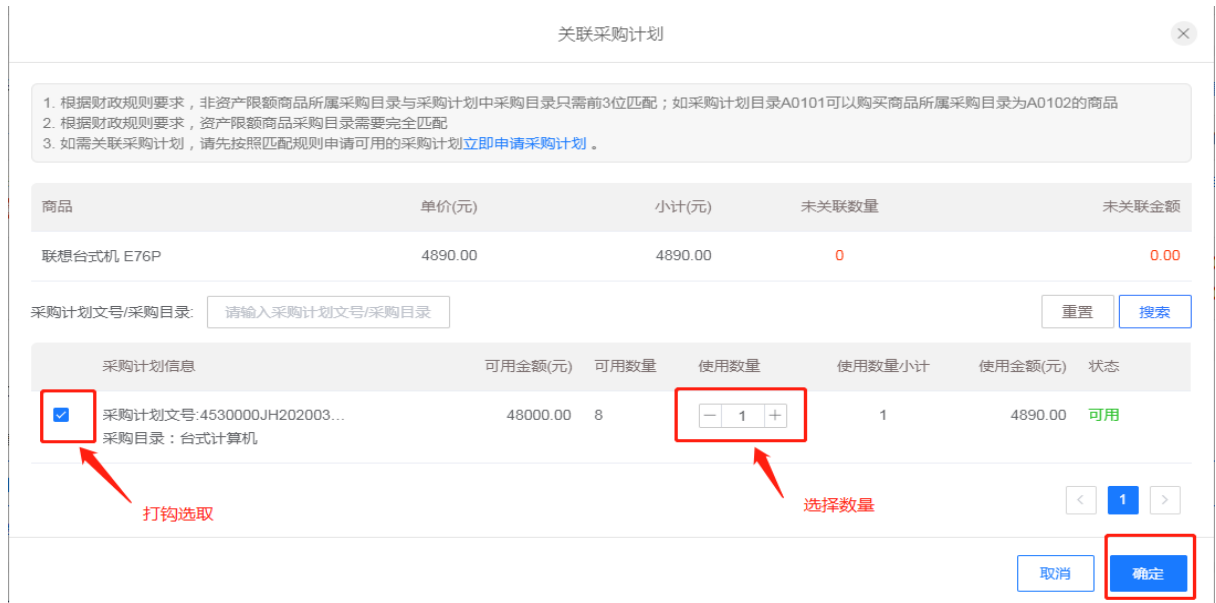 关联采购计划
1. 根据财政规则要求，非资产限额商品所属采购目录与采购计划中采购目录只需前3位匹配；如采购计划目录A0101可以购买商品所属采购目录为A0102的商品
2. 根据财政规则要求，资产限额商品采购目录需要完全匹配
3. 如需关联采购计划，请先按照匹配规则申请可用的采购计划立即申请采购计划 。
商品 单价(元) 小计(元) 未关联数量 未关联金额
联想台式机 E76P 4890.00 4890.00 0 0.00
采购计划文号/采购目录: 请输入采购计划文号/采购目录 重置 搜索
采购计划信息 可用金额(元) 可用数量 使用数量 使用数量小计 使用金额(元) 状态
采购计划文号:4530000JH202003... 48000.00 8 1 1 4890.00 可用
采购目录：台式计算机
打钩选取
选择数量
1
取消 确定